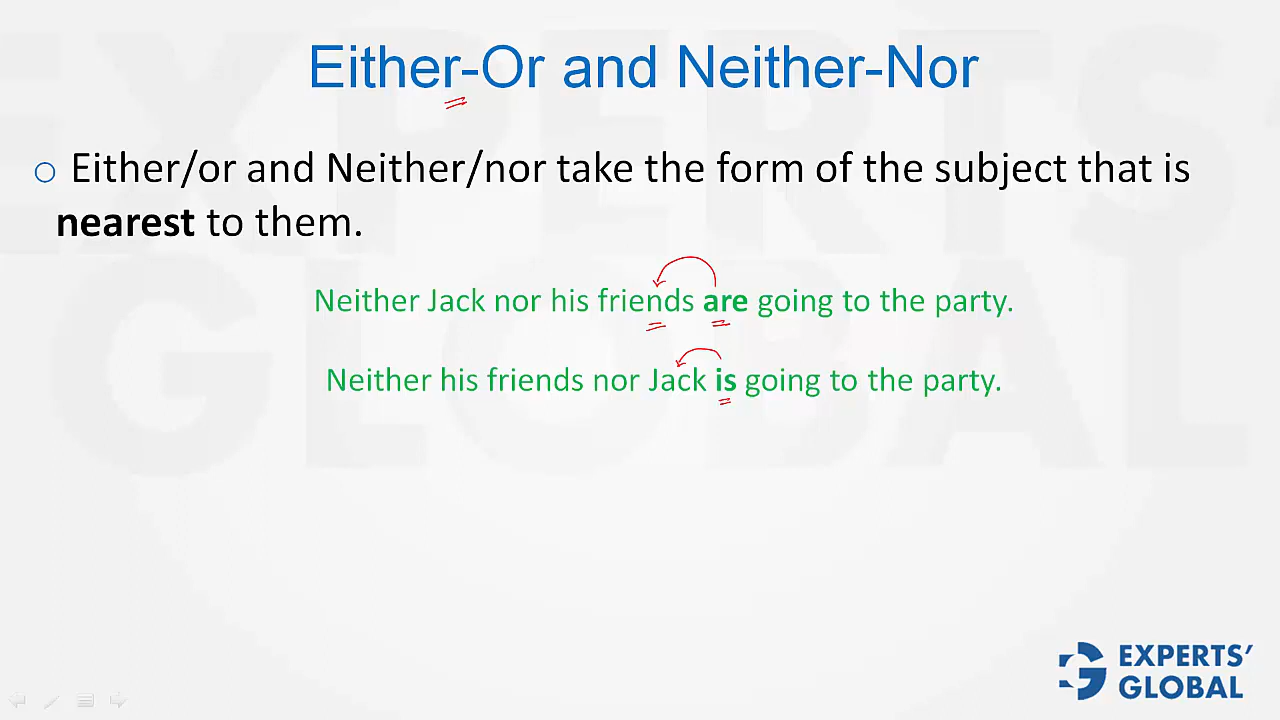 Either-Or and Neither-Nor
Either/or and Neither/nor take the form of the subject that is
nearest to them.
Neither Jack nor his friends are going to the party.
Neither his friends nor Jack is going to the party.
EXPERTS'
GLOBAL
EXPERTS'
GLOBAL